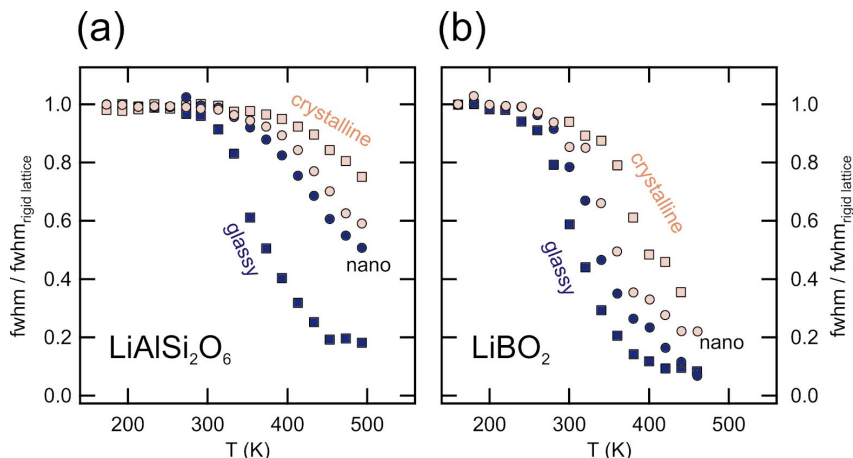 (a)
(b)
fwhm / fwhm_rigid lattice
1.0
0.8
0.6
0.4
0.2
0.0
crystalline
glassy
nano
LiAlSi₂O₆
200
300
400
500
T (K)
crystalline
glassy
nano
LiBO₂
200
300
400
500
T (K)
1.0
0.8
0.6
0.4
0.2
0.0
fwhm / fwhm_rigid lattice